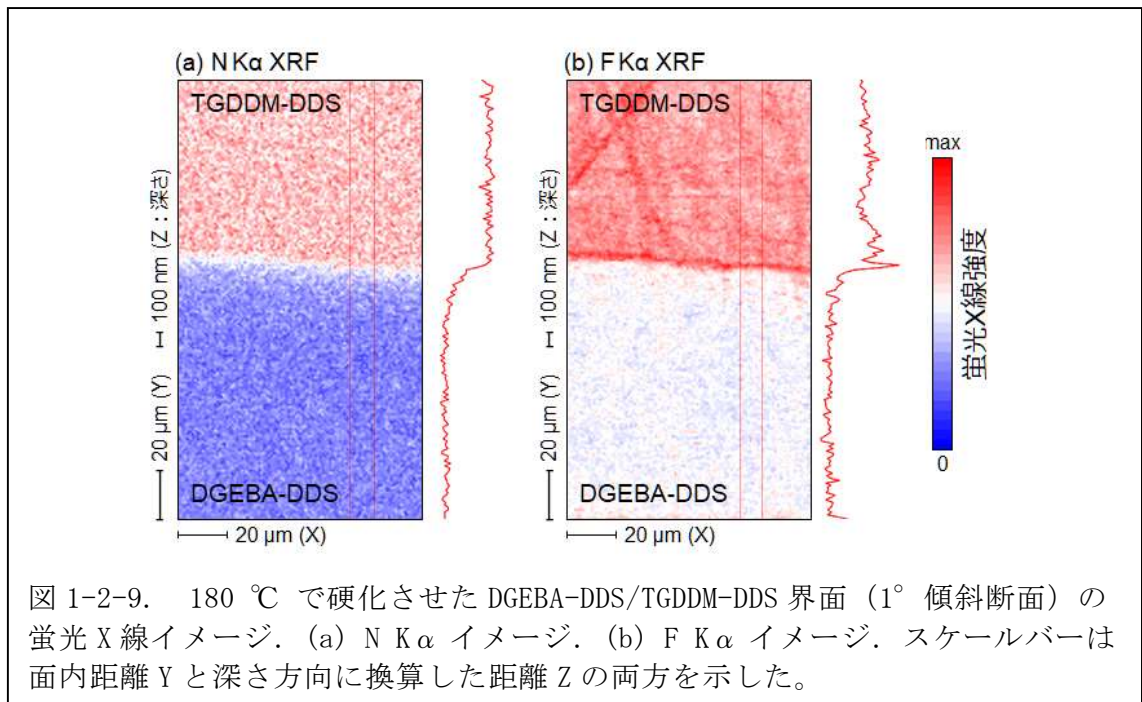 (a) N Kα XRF
TGDDM-DDS
DGEBA-DDS
100 nm (Z：深さ)
20 μm (Y)
20 μm (X)
(b) F Kα XRF
TGDDM-DDS
DGEBA-DDS
100 nm (Z：深さ)
20 μm (Y)
20 μm (X)
max
蛍光X線強度
0
図 1-2-9. 180 ℃ で硬化させた DGEBA-DDS/TGDDM-DDS 界面（1° 傾斜断面）の
蛍光 X 線イメージ. (a) N Kα イメージ. (b) F Kα イメージ. スケールバーは
面内距離 Y と深さ方向に換算した距離 Z の両方を示した。